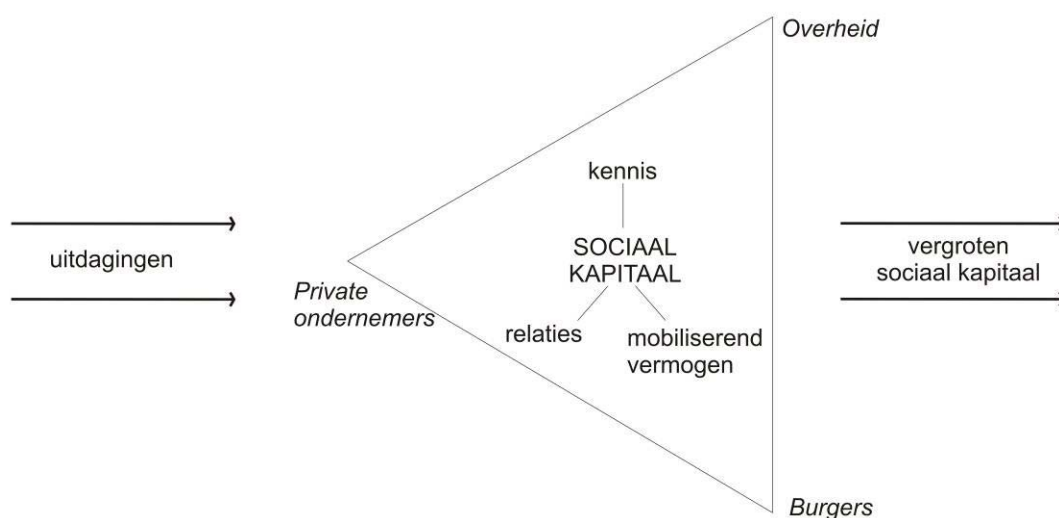 Overheid
kennis
uitdagingen
SOCIAAL
KAPITAAL
vergroten
sociaal kapitaal
Private
ondernemers
relaties
mobiliserend
vermogen
Burgers